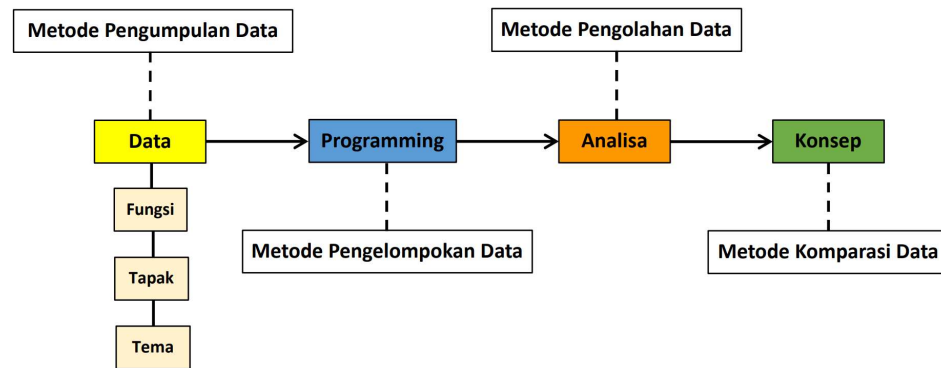 Metode Pengumpulan Data
Metode Pengolahan Data
Data
Programming
Analisa
Konsep
Fungsi
Metode Pengelompokan Data
Metode Komparasi Data
Tapak
Tema